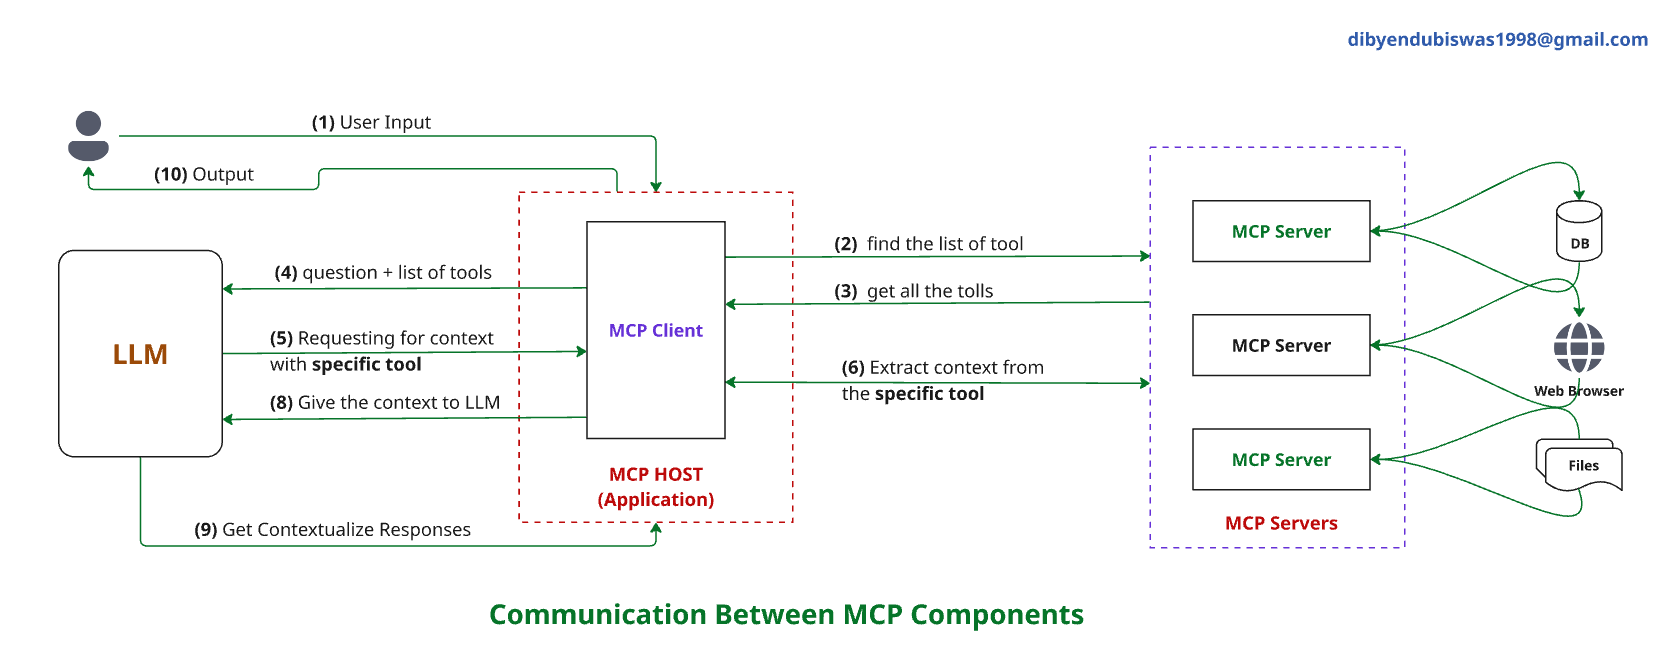 dibyendubiswas1998@gmail.com
(1) User Input
(10) Output
(2) find the list of tool
(4) question + list of tools
(3) get all the tolls
(5) Requesting for context
with specific tool
(6) Extract context from
the specific tool
(8) Give the context to LLM
LLM
MCP Client
MCP HOST
(Application)
(9) Get Contextualize Responses
MCP Server
MCP Server
MCP Server
MCP Servers
DB
Web Browser
Files
Communication Between MCP Components